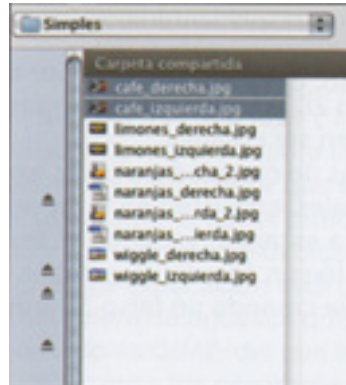 Simples
Carpeta compartida
cafe_derecha.jpg
cafe_izquierda.jpg
limones_derecha.jpg
limones_izquierda.jpg
naranjas_...cha_2.jpg
naranjas_derecha.jpg
naranjas_...rda_2.jpg
naranjas_...ierda.jpg
wiggle_derecha.jpg
wiggle_izquierda.jpg